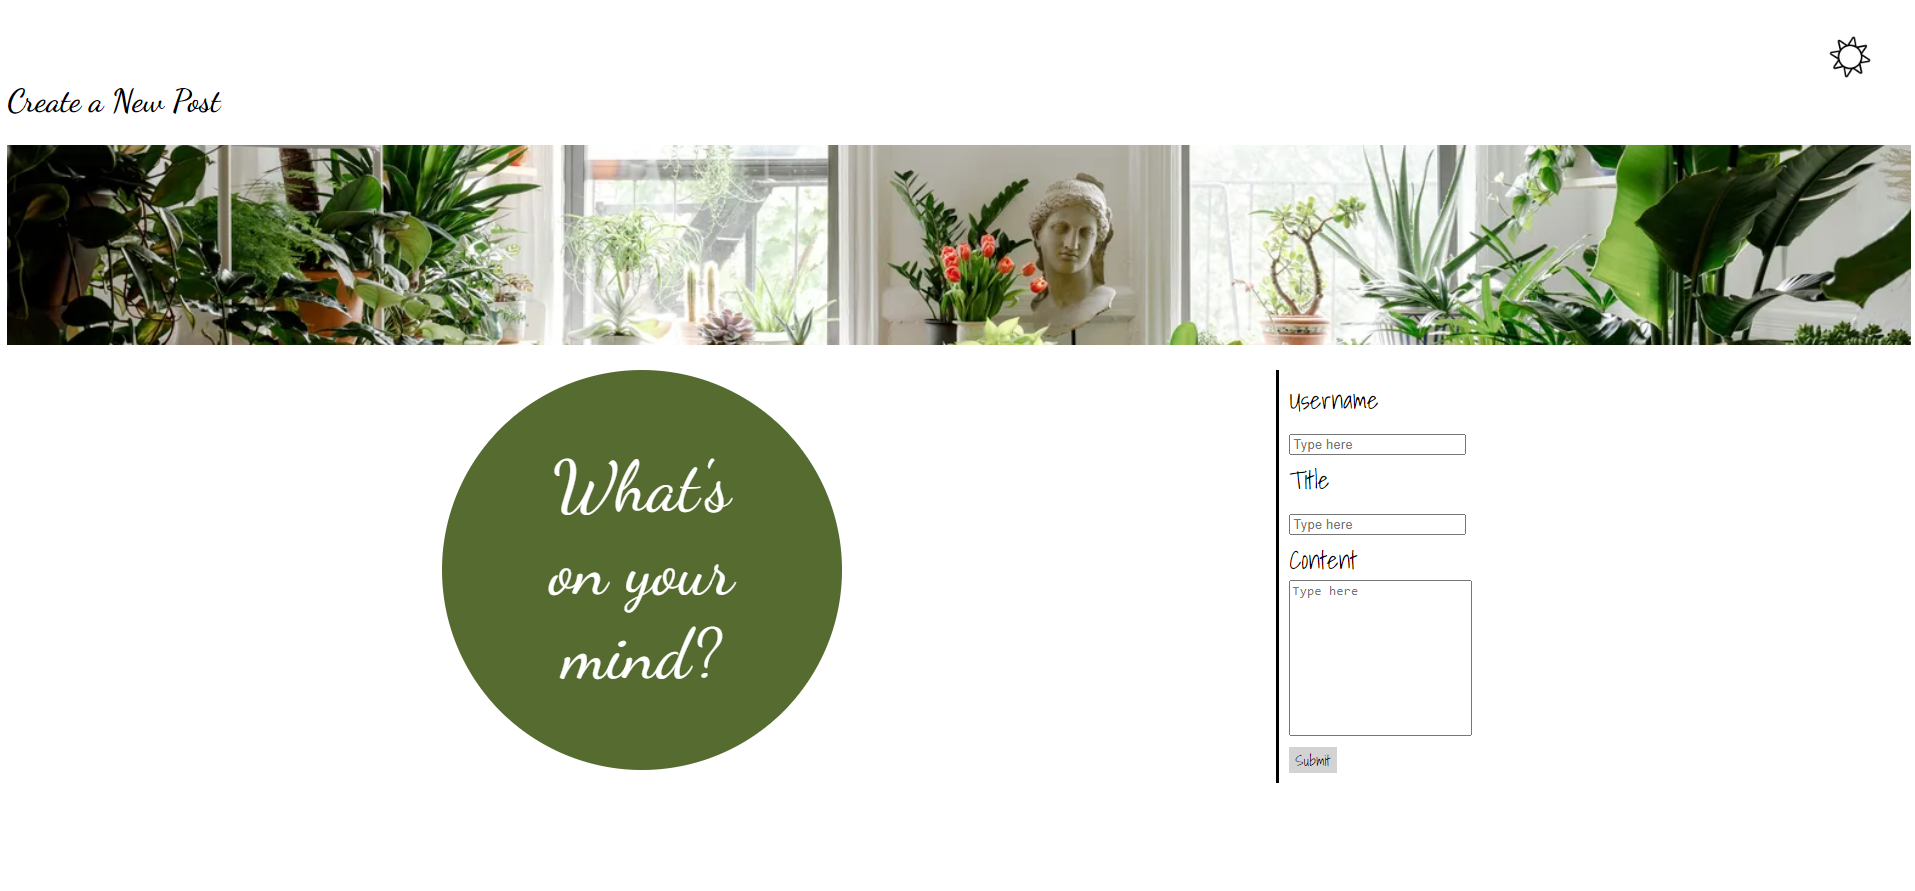 Create a New Post
What's
on your
mind?
Username
Type here
Title
Type here
Content
Type here
Submit